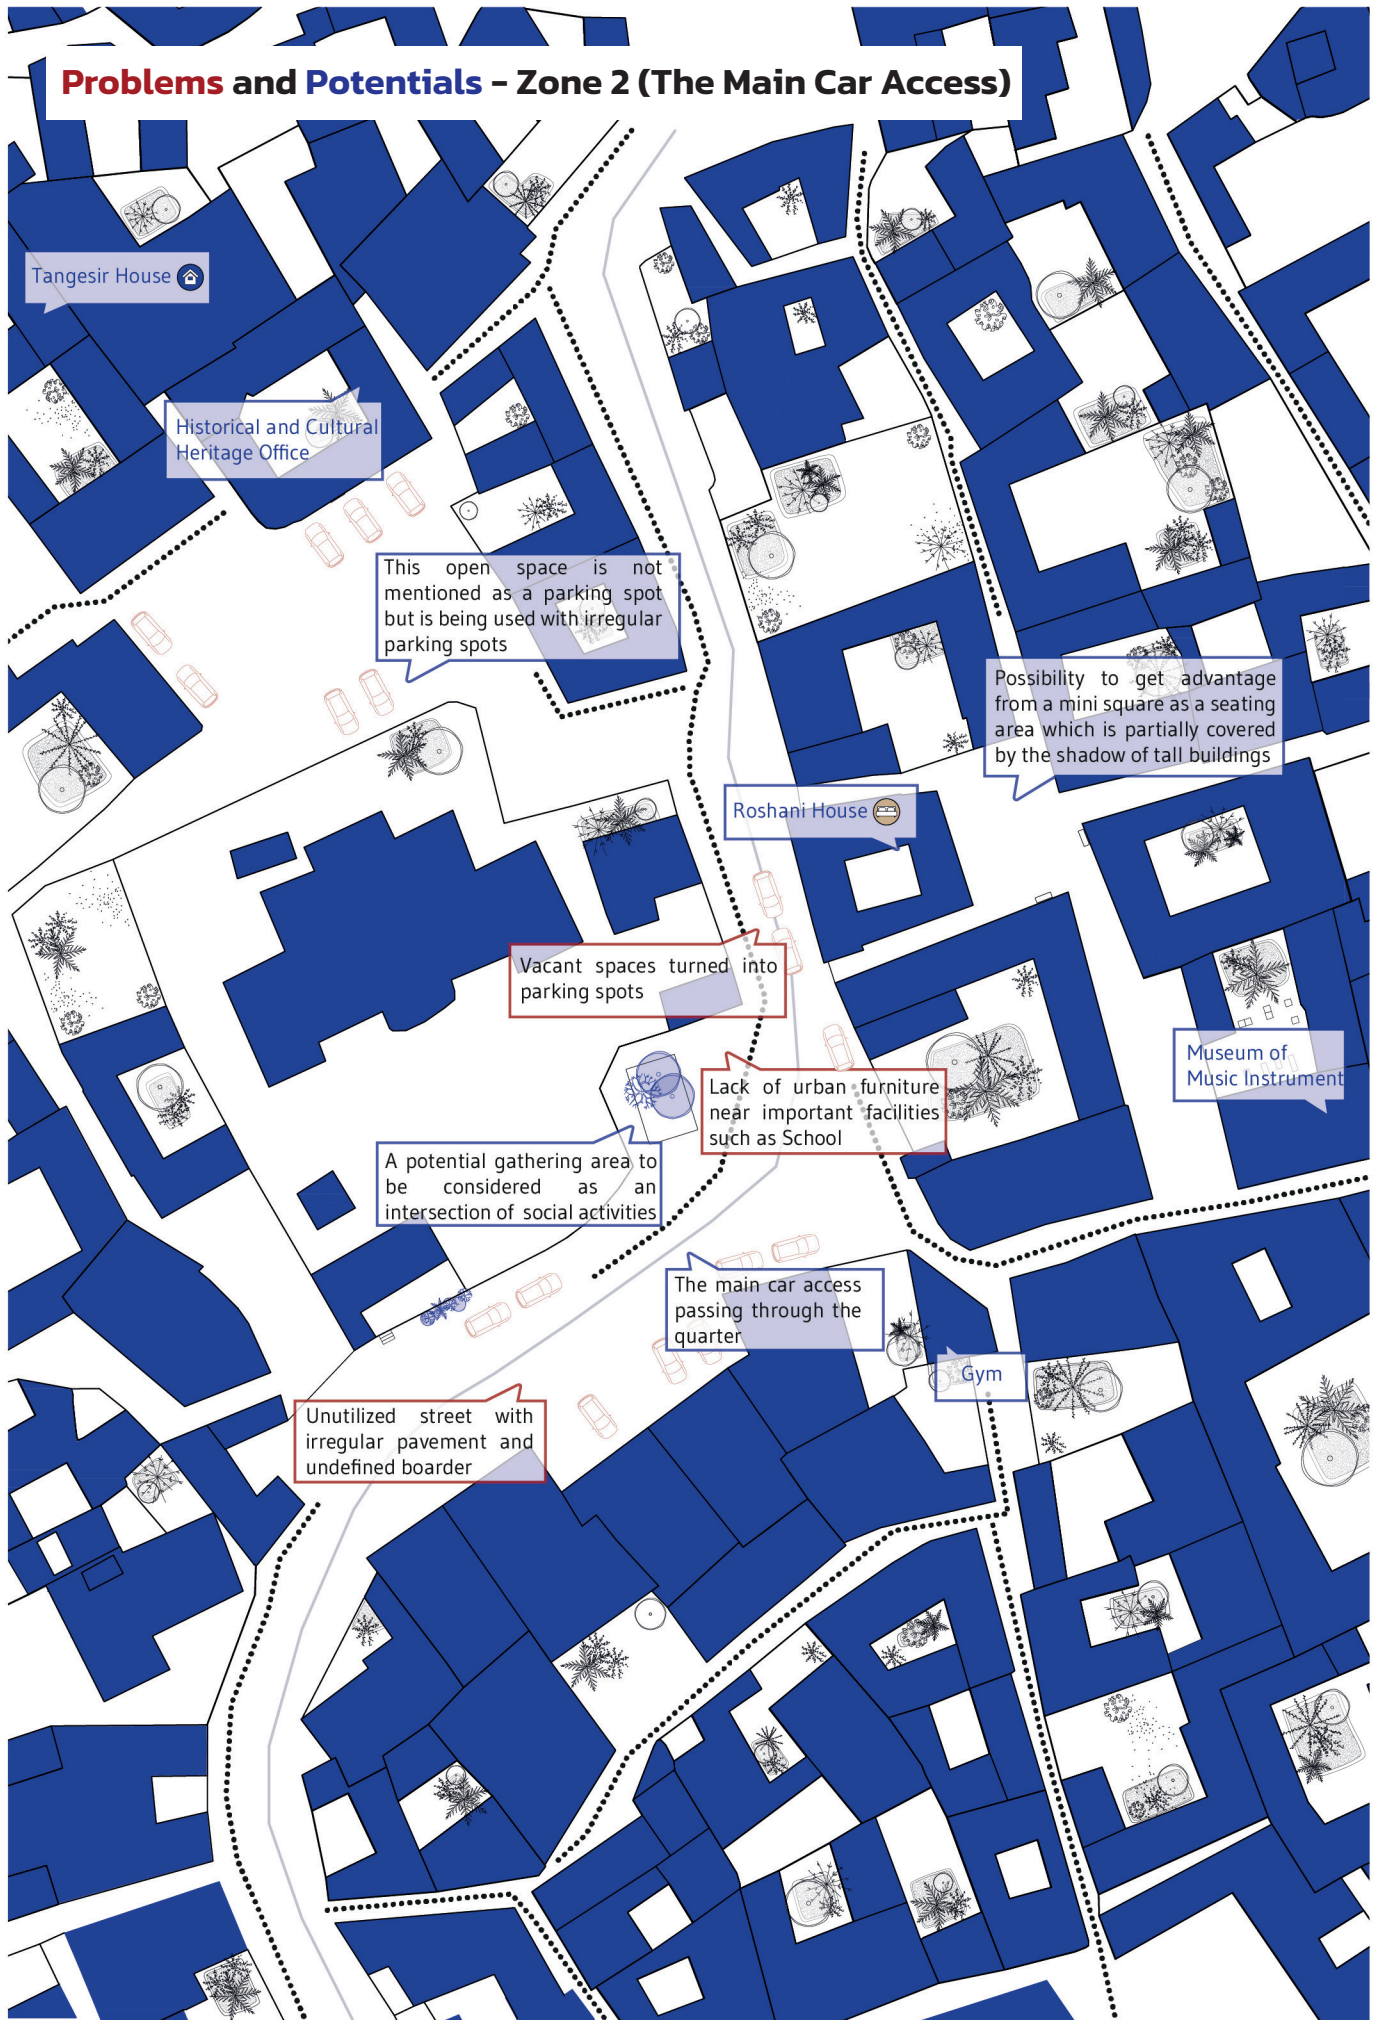 Problems and Potentials – Zone 2 (The Main Car Access)
Tangesir House
Historical and Cultural
Heritage Office
This open space is not
mentioned as a parking spot
but is being used with irregular
parking spots
Possibility to get advantage
from a mini square as a seating
area which is partially covered
by the shadow of tall buildings
Roshani House
Vacant spaces turned into
parking spots
Museum of
Music Instrument
Lack of urban furniture
near important facilities
such as School
A potential gathering area to
be considered as an
intersection of social activities
The main car access
passing through the
quarter
Gym
Unutilized street with
irregular pavement and
undefined boarder